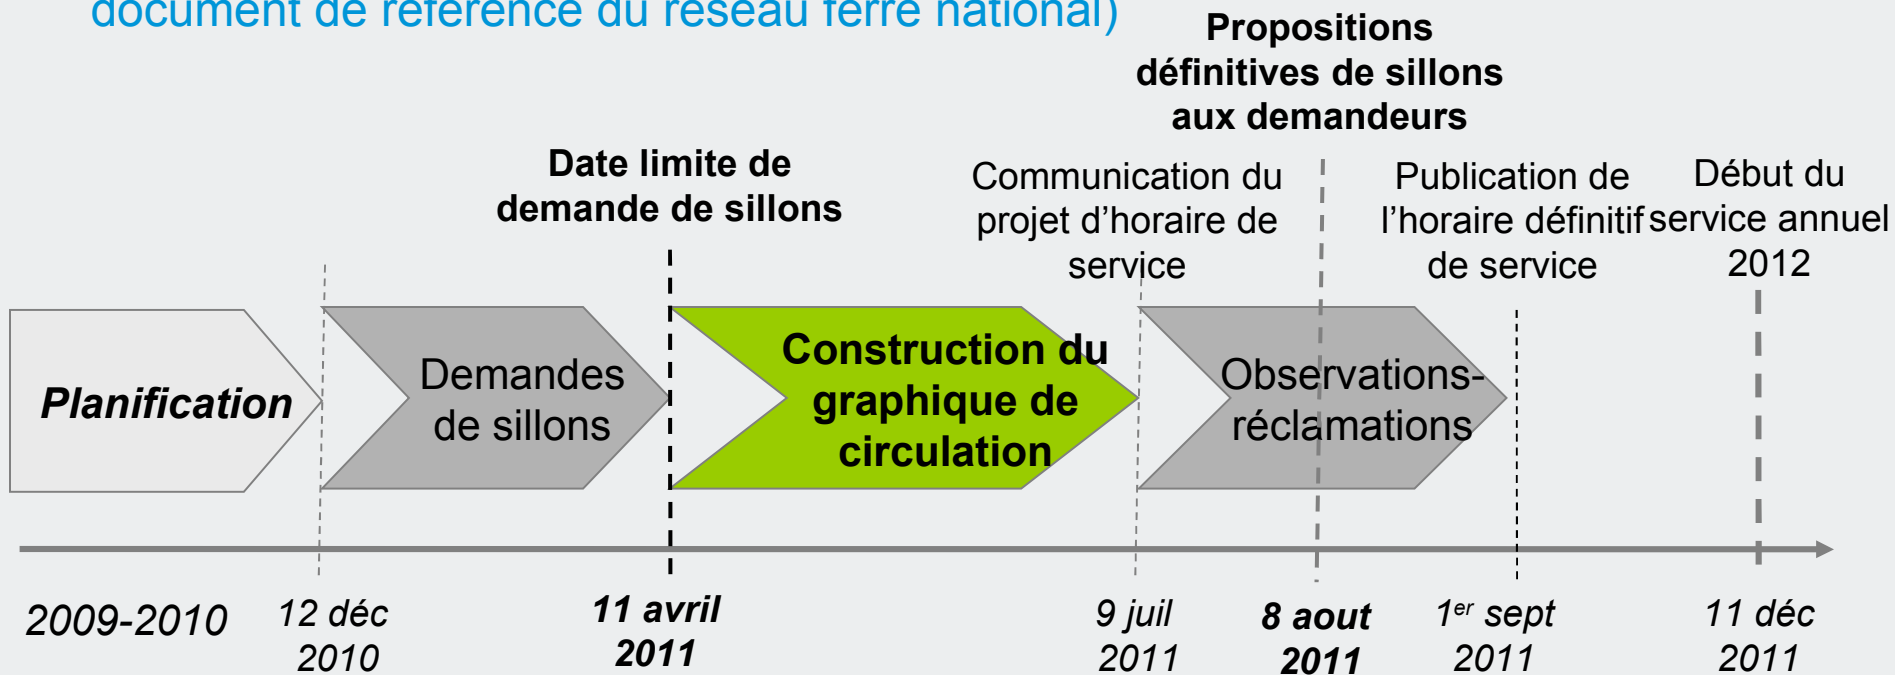 document de référence du réseau ferré national)
Propositions
définitives de sillons
aux demandeurs
Date limite de
demande de sillons
Communication du
projet d’horaire de
service
Publication de
l’horaire définitif
de service
Début du
service annuel
2012
Planification
Demandes
de sillons
Construction du
graphique de
circulation
Observations-
réclamations
2009-2010
12 déc
2010
11 avril
2011
9 juil
2011
8 aout
2011
1er sept
2011
11 déc
2011